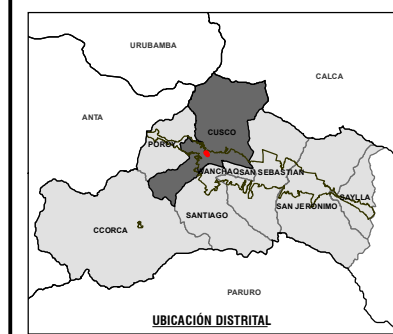 URUBAMBA
CALCA
ANTA
CUSCO
POROY
WANCHAQ
SAN SEBASTIAN
SAYLLA
SAN JERONIMO
SANTIAGO
CCORCA
PARURO
UBICACIÓN DISTRITAL